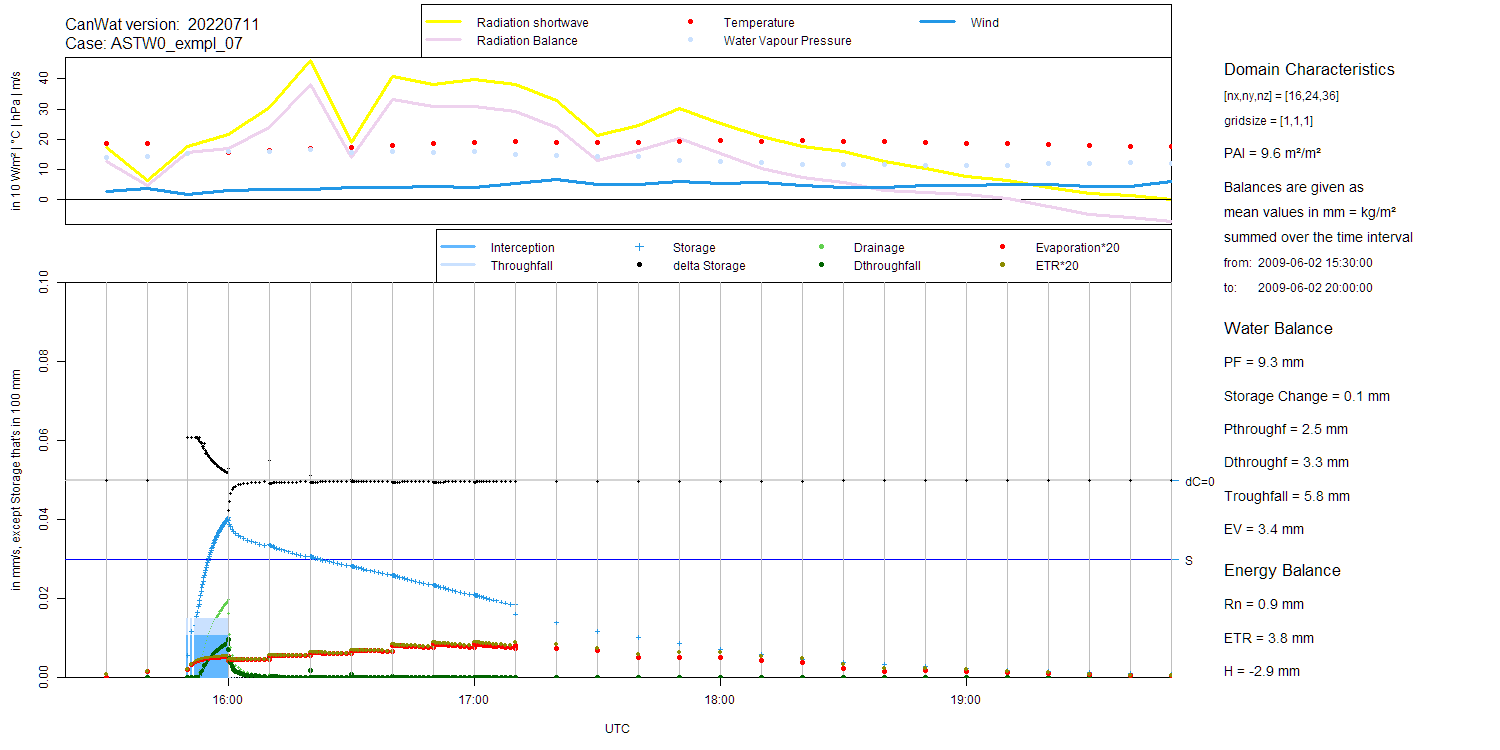 CanWat version: 20220711
Case: ASTW0_exmpl_07
Radiation shortwave
Temperature
Wind
Radiation Balance
Water Vapour Pressure
in 10 W/m² | °C | hPa | m/s
40
30
20
10
0
Interception
Storage
Drainage
Evaporation*20
Throughfall
delta Storage
Dthroughfall
ETR*20
in mm/s, except Storage that's in 100 mm
0.10
0.08
0.06
0.04
0.02
0.00
dC=0
S
16:00
17:00
18:00
19:00
UTC
Domain Characteristics
[nx,ny,nz] = [16,24,36]
gridsize = [1,1,1]
PAI = 9.6 m²/m²
Balances are given as
mean values in mm = kg/m²
summed over the time interval
from: 2009-06-02 15:30:00
to: 2009-06-02 20:00:00
Water Balance
PF = 9.3 mm
Storage Change = 0.1 mm
Pthroughf = 2.5 mm
Dthroughf = 3.3 mm
Troughfall = 5.8 mm
EV = 3.4 mm
Energy Balance
Rn = 0.9 mm
ETR = 3.8 mm
H = -2.9 mm